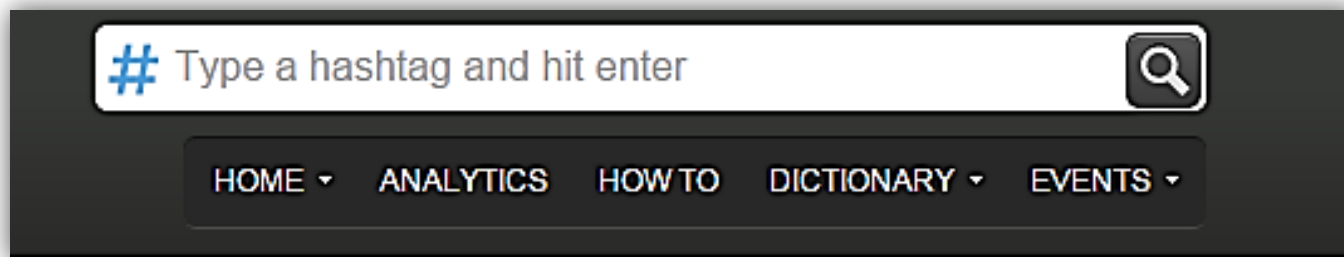 # Type a hashtag and hit enter
HOME ANALYTICS HOW TO DICTIONARY EVENTS